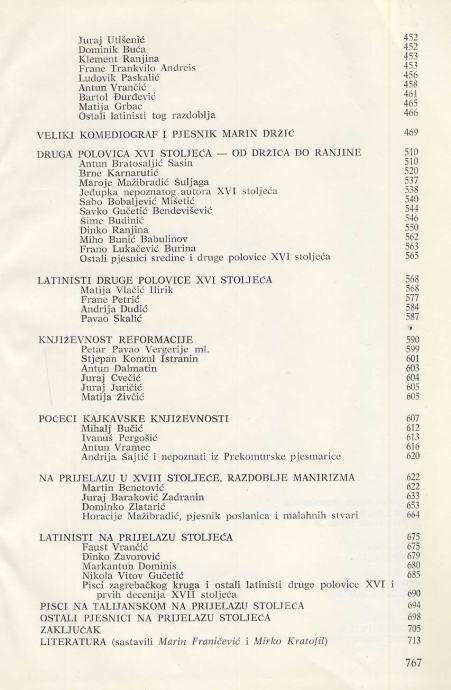 Juraj Utišenić 452
Dominik Buća 452
Klement Ranjina 453
Frane Trankvilo Andreis 453
Ludovik Paskalić 456
Antun Vrančić 458
Bartol Đurđević 461
Matija Grbac 465
Ostali latinisti tog razdoblja 466
VELIKI KOMEDIOGRAF I PJESNIK MARIN DRŽIĆ 469
DRUGA POLOVICA XVI STOLJEĆA — OD DRŽIĆA DO RANJINE 510
Antun Bratosaljić Sasin 510
Brne Karnarutić 520
Maroje Mažibradić Šuljaga 537
Jeđupka nepoznatog autora XVI stoljeća 538
Sabo Bobaljević Mišetić 540
Savko Gučetić Bendevišević 544
Šime Budinić 546
Dinko Ranjina 550
Miho Bunić Babulinov 562
Frano Lukačević Burina 563
Ostali pjesnici sredine i druge polovice XVI stoljeća 565
LATINISTI DRUGE POLOVICE XVI STOLJEĆA 568
Matija Vlačić Ilirik 568
Frane Petrić 577
Andrija Dudić 584
Pavao Skalić 587
KNJIŽEVNOST REFORMACIJE 590
Petar Pavao Vergerije ml. 599
Stjepan Konzul Istranin 601
Antun Dalmatin 603
Juraj Cvečić 604
Juraj Juričić 605
Matija Živčić 605
POČECI KAJKAVSKE KNJIŽEVNOSTI 607
Mihalj Bučić 612
Ivanuš Pergošić 613
Antun Vramec 616
Andrija Šajtić i nepoznati iz Prekomurske pjesmarice 620
NA PRIJELAZU U XVIII STOLJEĆE, RAZDOBLJE MANIRIZMA 622
Martin Benetović 622
Juraj Baraković Zadranin 633
Dominko Zlatarić 653
Horacije Mažibradić, pjesnik poslanica i malahnih stvari 664
LATINISTI NA PRIJELAZU STOLJEĆA 675
Faust Vrančić 675
Dinko Zavorović 679
Markantun Dominis 680
Nikola Vitov Gučetić 685
Pisci zagrebačkog kruga i ostali latinisti druge polovice XVI i
prvih decenija XVII stoljeća 690
PISCI NA TALIJANSKOM NA PRIJELAZU STOLJEĆA 694
OSTALI PJESNICI NA PRIJELAZU STOLJEĆA 698
ZAKLJUČAK 705
LITERATURA (sastavili Marin Franičević i Mirko Kratofil) 713
767